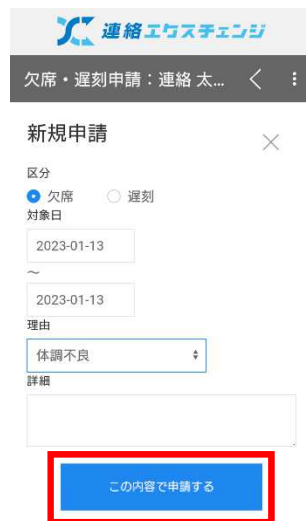 連絡エクスチェンジ
欠席・遅刻申請：連絡 太...
新規申請
区分
欠席 遅刻
対象日
2023-01-13
～
2023-01-13
理由
体調不良
詳細
この内容で申請する